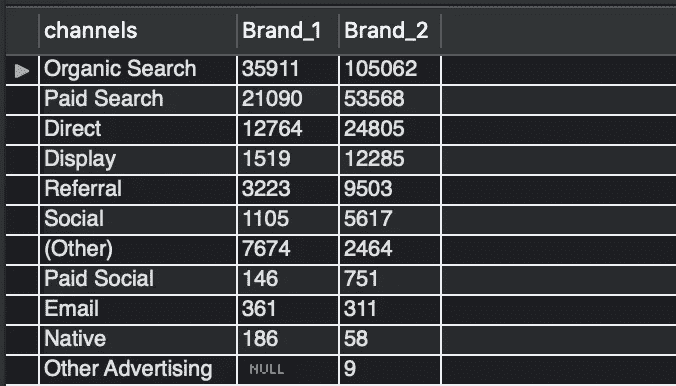 channels Brand_1 Brand_2
Organic Search 35911 105062
Paid Search 21090 53568
Direct 12764 24805
Display 1519 12285
Referral 3223 9503
Social 1105 5617
(Other) 7674 2464
Paid Social 146 751
Email 361 311
Native 186 58
Other Advertising NULL 9